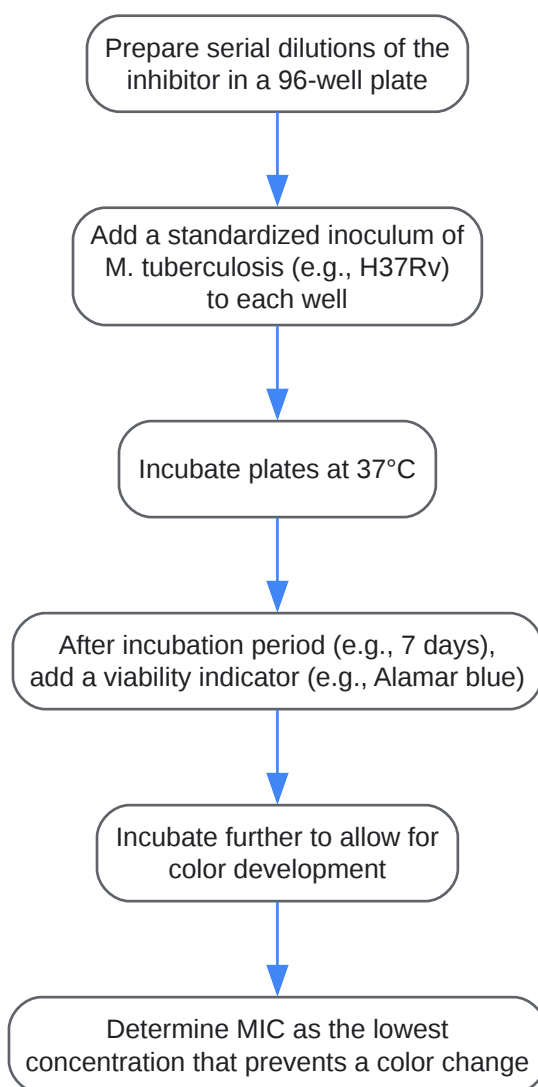 Prepare serial dilutions of the
inhibitor in a 96-well plate
Add a standardized inoculum of
M. tuberculosis (e.g., H37Rv)
to each well
Incubate plates at 37°C
After incubation period (e.g., 7 days),
add a viability indicator (e.g., Alamar blue)
Incubate further to allow for
color development
Determine MIC as the lowest
concentration that prevents a color change